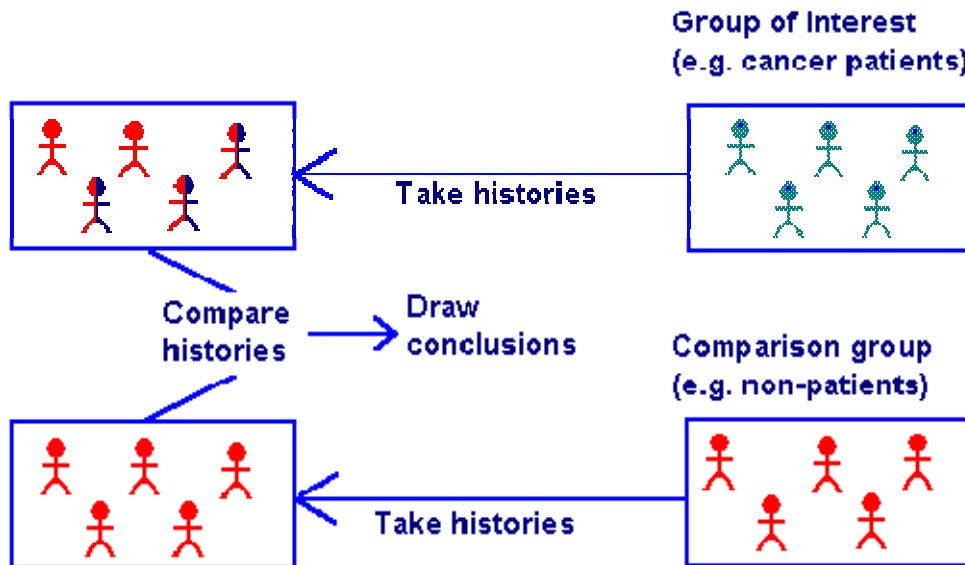 Group of Interest
(e.g. cancer patients)
Take histories
Compare
histories
Draw
conclusions
Comparison group
(e.g. non-patients)
Take histories